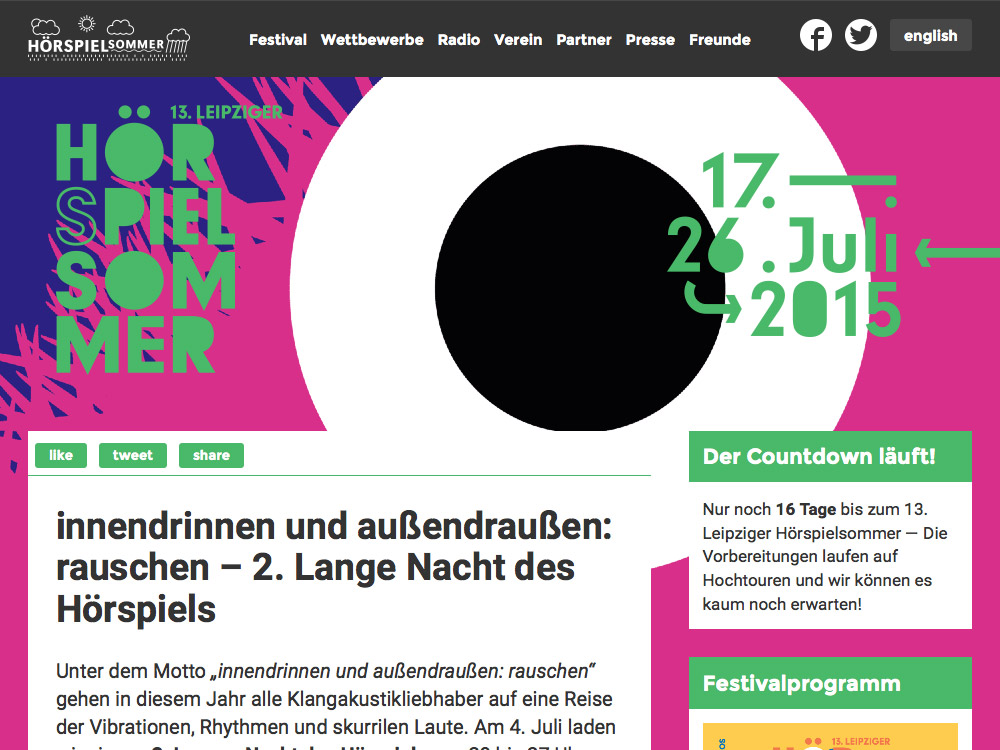 HÖRSPIELSOMMER
Festival Wettbewerbe Radio Verein Partner Presse Freunde
english
13. LEIPZIGER
HÖR
SPIEL
SOM
MER
17. – .
26. Juli
2015
like tweet share
innendrinnen und außendraußen:
rauschen – 2. Lange Nacht des
Hörspiels
Unter dem Motto „innendrinnen und außendraußen: rauschen“
gehen in diesem Jahr alle Klangakustikliebhaber auf eine Reise
der Vibrationen, Rhythmen und skurrilen Laute. Am 4. Juli laden
Der Countdown läuft!
Nur noch 16 Tage bis zum 13.
Leipziger Hörspielsommer — Die
Vorbereitungen laufen auf
Hochtouren und wir können es
kaum noch erwarten!
Festivalprogramm
13. LEIPZIGER